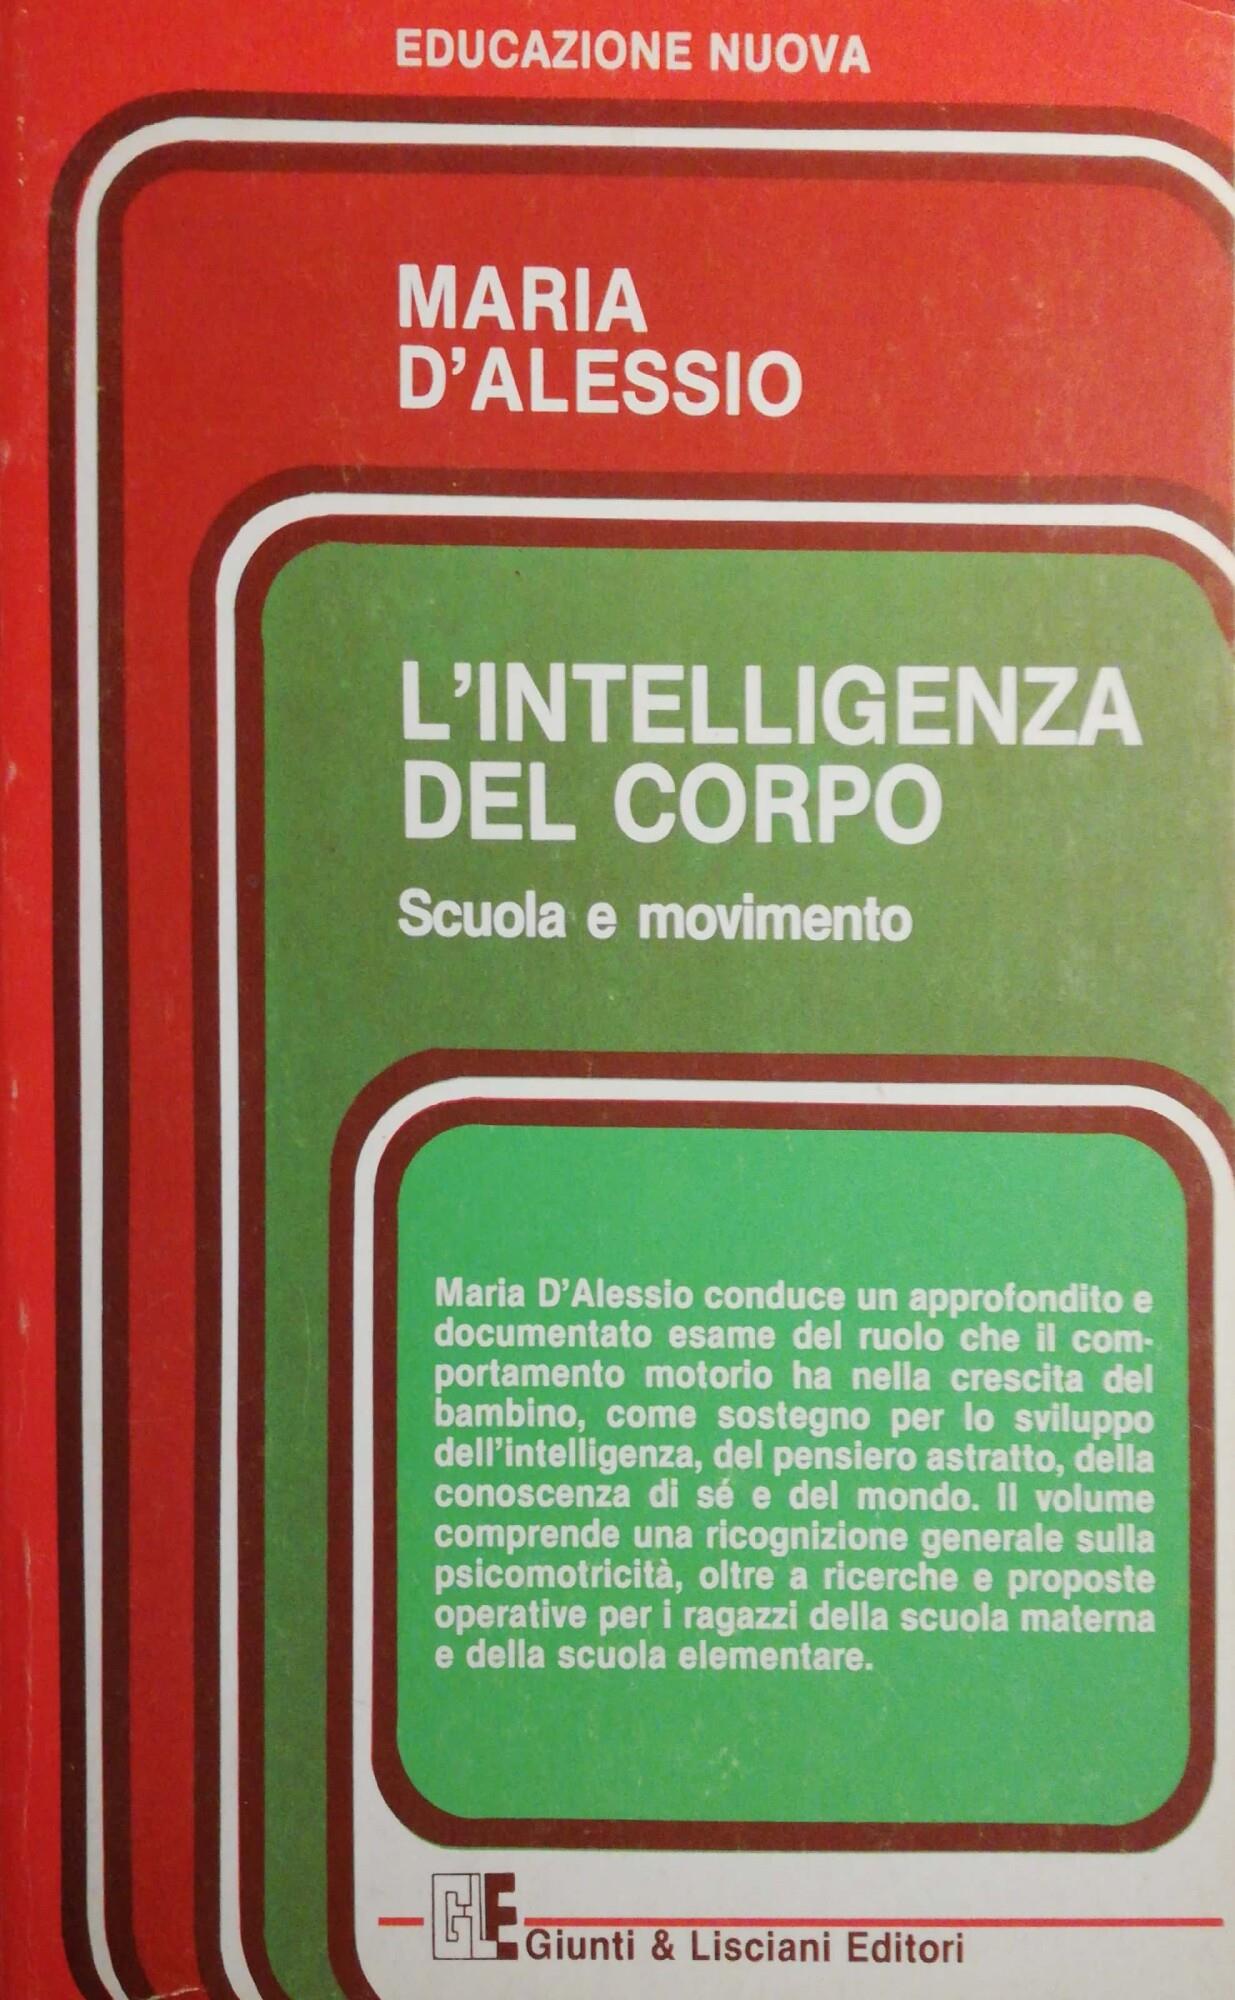 EDUCAZIONE NUOVA
MARIA
D'ALESSIO
L'INTELLIGENZA
DEL CORPO
Scuola e movimento
Maria D'Alessio conduce un approfondito e
documentato esame del ruolo che il com-
portamento motorio ha nella crescita del
bambino, come sostegno per lo sviluppo
dell'intelligenza, del pensiero astratto, della
conoscenza di sé e del mondo. Il volume
comprende una ricognizione generale sulla
psicomotricità, oltre a ricerche e proposte
operative per i ragazzi della scuola materna
e della scuola elementare.
GLE
Giunti & Lisciani Editori